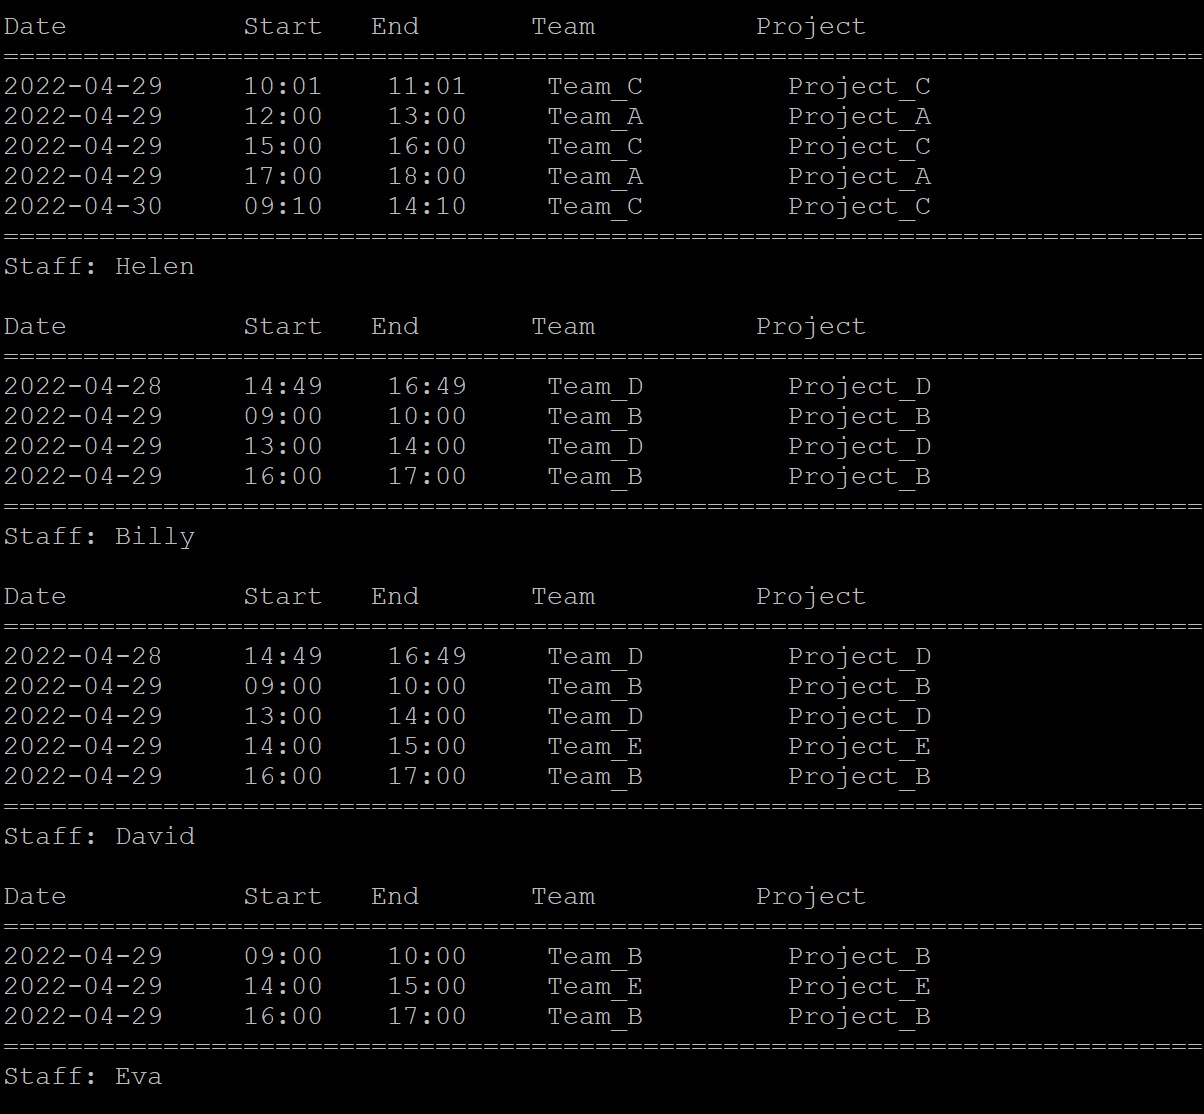 Date Start End Team Project
===========================================================================
2022-04-29 10:01 11:01 Team_C Project_C
2022-04-29 12:00 13:00 Team_A Project_A
2022-04-29 15:00 16:00 Team_C Project_C
2022-04-29 17:00 18:00 Team_A Project_A
2022-04-30 09:10 14:10 Team_C Project_C
===========================================================================
Staff: Helen
Date Start End Team Project
===========================================================================
2022-04-28 14:49 16:49 Team_D Project_D
2022-04-29 09:00 10:00 Team_B Project_B
2022-04-29 13:00 14:00 Team_D Project_D
2022-04-29 16:00 17:00 Team_B Project_B
===========================================================================
Staff: Billy
Date Start End Team Project
===========================================================================
2022-04-28 14:49 16:49 Team_D Project_D
2022-04-29 09:00 10:00 Team_B Project_B
2022-04-29 13:00 14:00 Team_D Project_D
2022-04-29 14:00 15:00 Team_E Project_E
2022-04-29 16:00 17:00 Team_B Project_B
===========================================================================
Staff: David
Date Start End Team Project
===========================================================================
2022-04-29 09:00 10:00 Team_B Project_B
2022-04-29 14:00 15:00 Team_E Project_E
2022-04-29 16:00 17:00 Team_B Project_B
===========================================================================
Staff: Eva